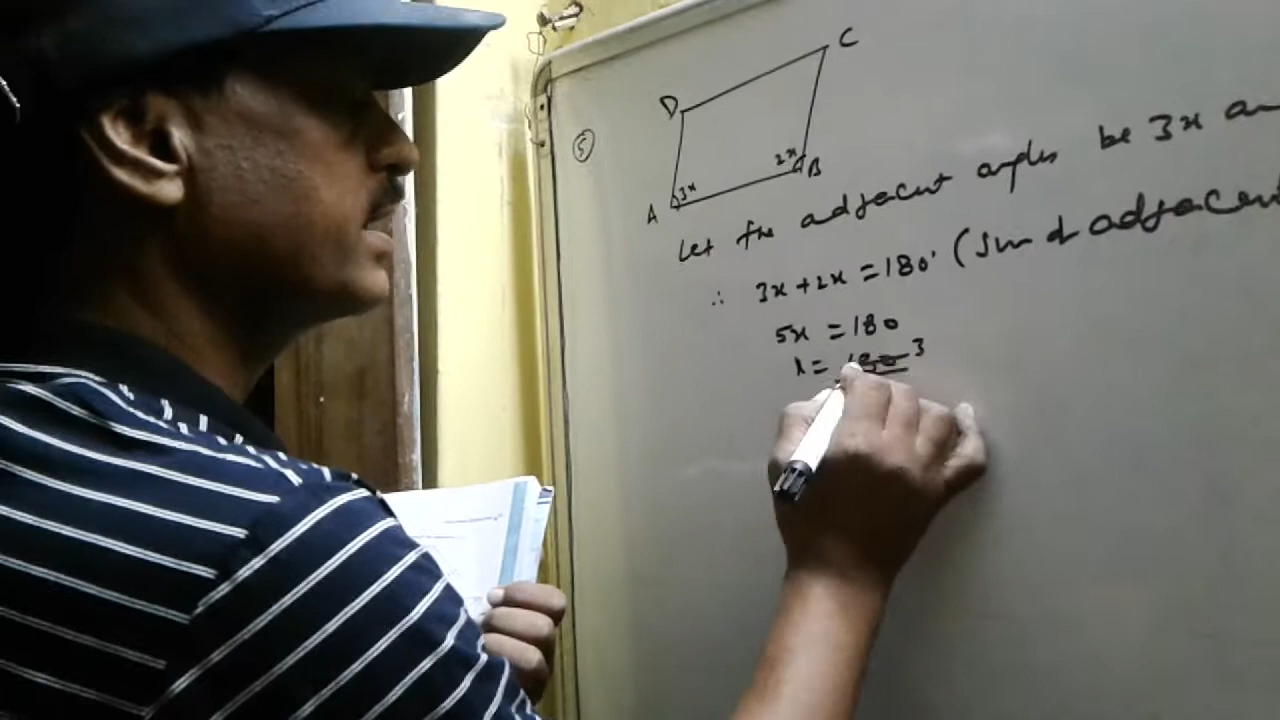 5
D
C
2x
B
3x
A
Let the adjacent angles be 3x an
∴ 3x + 2x = 180° (Sum of adjacent
5x = 180
x = 180 3